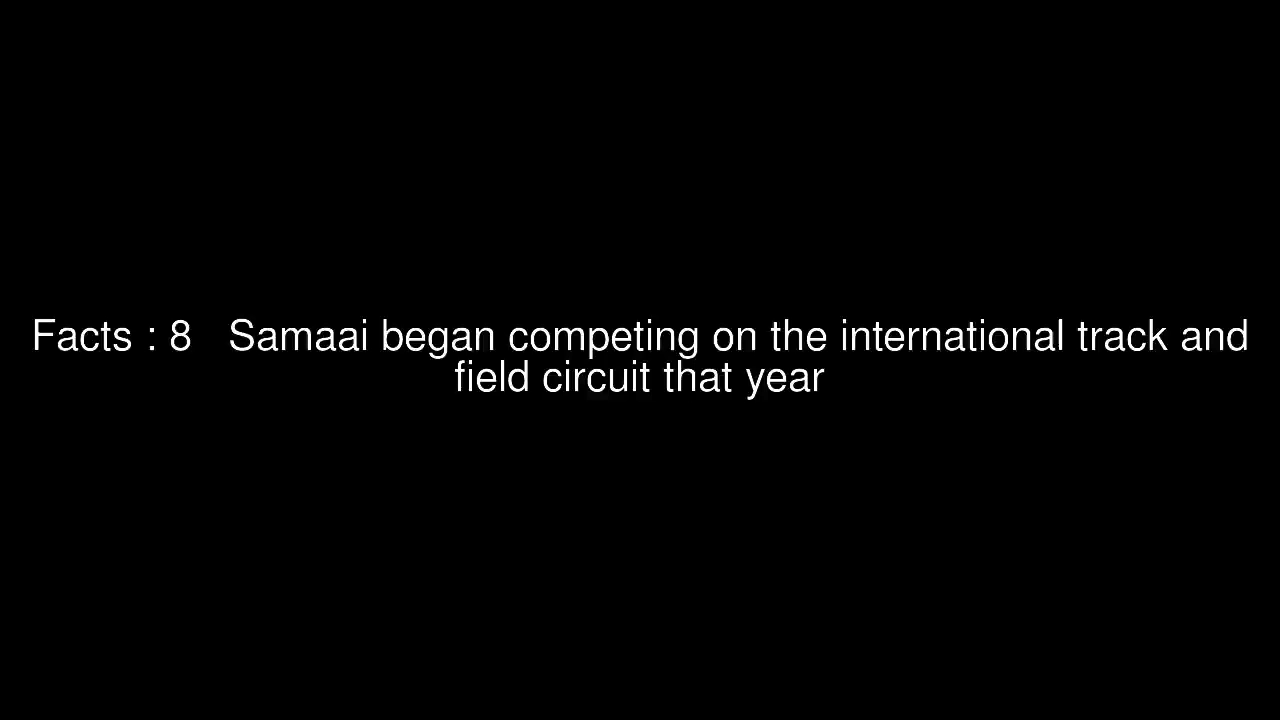 Facts : 8   Samaai began competing on the international track and
field circuit that year